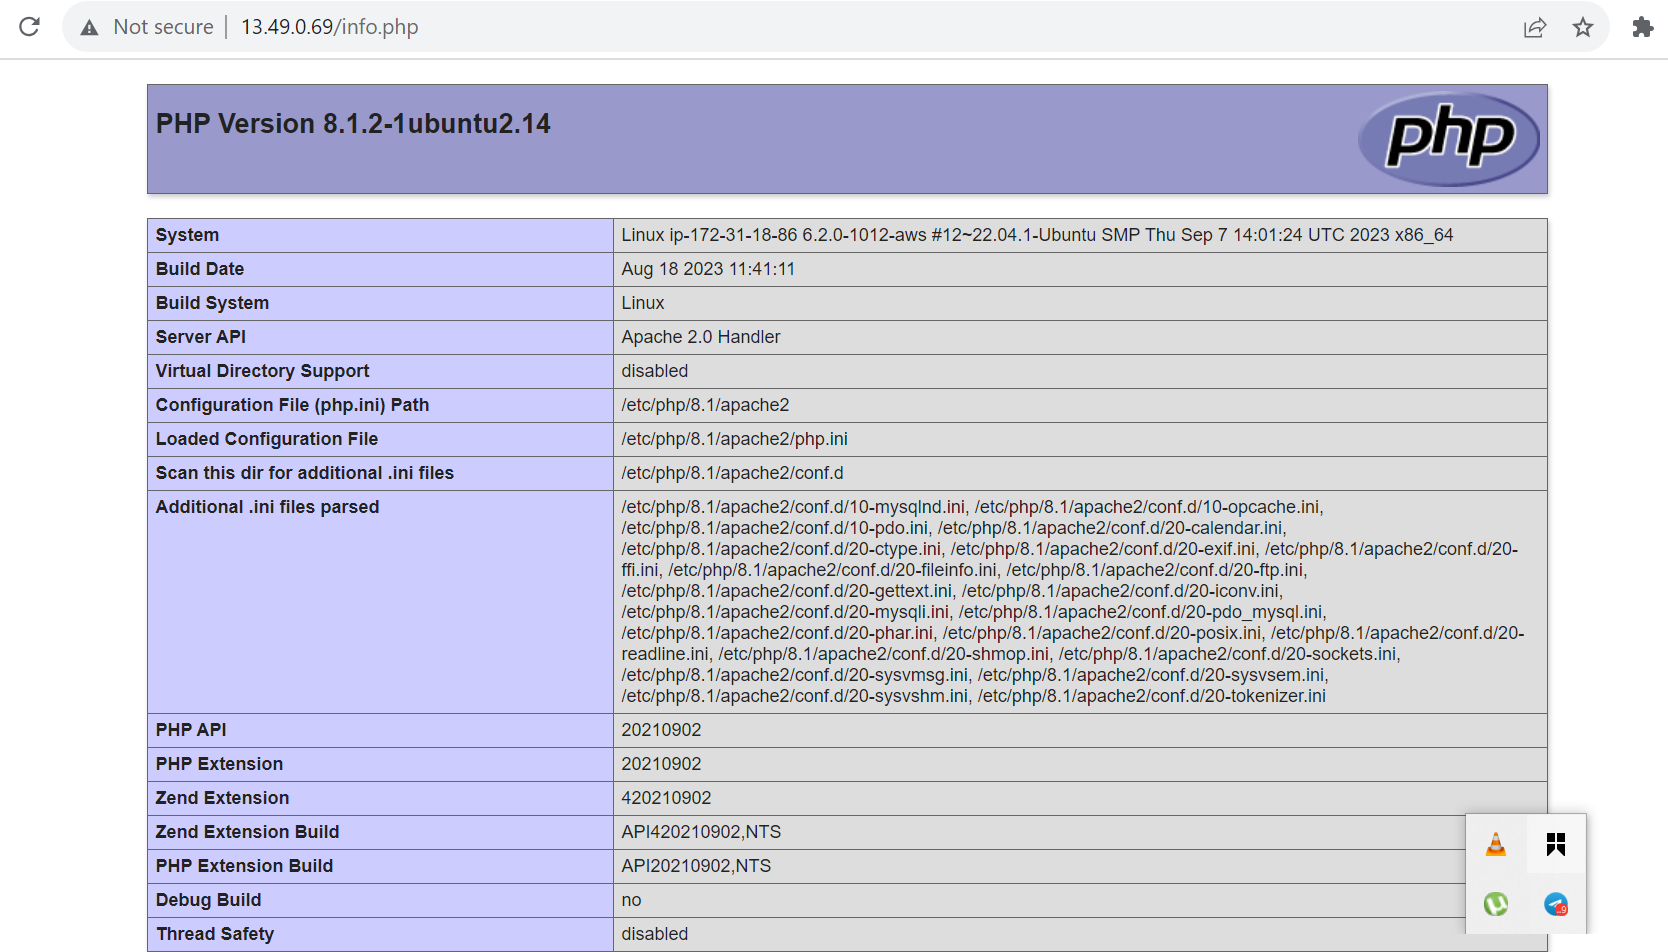 Not secure | 13.49.0.69/info.php
PHP Version 8.1.2-1ubuntu2.14
php
System Linux ip-172-31-18-86 6.2.0-1012-aws #12~22.04.1-Ubuntu SMP Thu Sep 7 14:01:24 UTC 2023 x86_64
Build Date Aug 18 2023 11:41:11
Build System Linux
Server API Apache 2.0 Handler
Virtual Directory Support disabled
Configuration File (php.ini) Path /etc/php/8.1/apache2
Loaded Configuration File /etc/php/8.1/apache2/php.ini
Scan this dir for additional .ini files /etc/php/8.1/apache2/conf.d
Additional .ini files parsed /etc/php/8.1/apache2/conf.d/10-mysqlnd.ini, /etc/php/8.1/apache2/conf.d/10-opcache.ini,
/etc/php/8.1/apache2/conf.d/10-pdo.ini, /etc/php/8.1/apache2/conf.d/20-calendar.ini,
/etc/php/8.1/apache2/conf.d/20-ctype.ini, /etc/php/8.1/apache2/conf.d/20-exif.ini, /etc/php/8.1/apache2/conf.d/20-
ffi.ini, /etc/php/8.1/apache2/conf.d/20-fileinfo.ini, /etc/php/8.1/apache2/conf.d/20-ftp.ini,
/etc/php/8.1/apache2/conf.d/20-gettext.ini, /etc/php/8.1/apache2/conf.d/20-iconv.ini,
/etc/php/8.1/apache2/conf.d/20-mysqli.ini, /etc/php/8.1/apache2/conf.d/20-pdo_mysql.ini,
/etc/php/8.1/apache2/conf.d/20-phar.ini, /etc/php/8.1/apache2/conf.d/20-posix.ini, /etc/php/8.1/apache2/conf.d/20-
readline.ini, /etc/php/8.1/apache2/conf.d/20-shmop.ini, /etc/php/8.1/apache2/conf.d/20-sockets.ini,
/etc/php/8.1/apache2/conf.d/20-sysvmsg.ini, /etc/php/8.1/apache2/conf.d/20-sysvsem.ini,
/etc/php/8.1/apache2/conf.d/20-sysvshm.ini, /etc/php/8.1/apache2/conf.d/20-tokenizer.ini
PHP API 20210902
PHP Extension 20210902
Zend Extension 420210902
Zend Extension Build API420210902,NTS
PHP Extension Build API20210902,NTS
Debug Build no
Thread Safety disabled